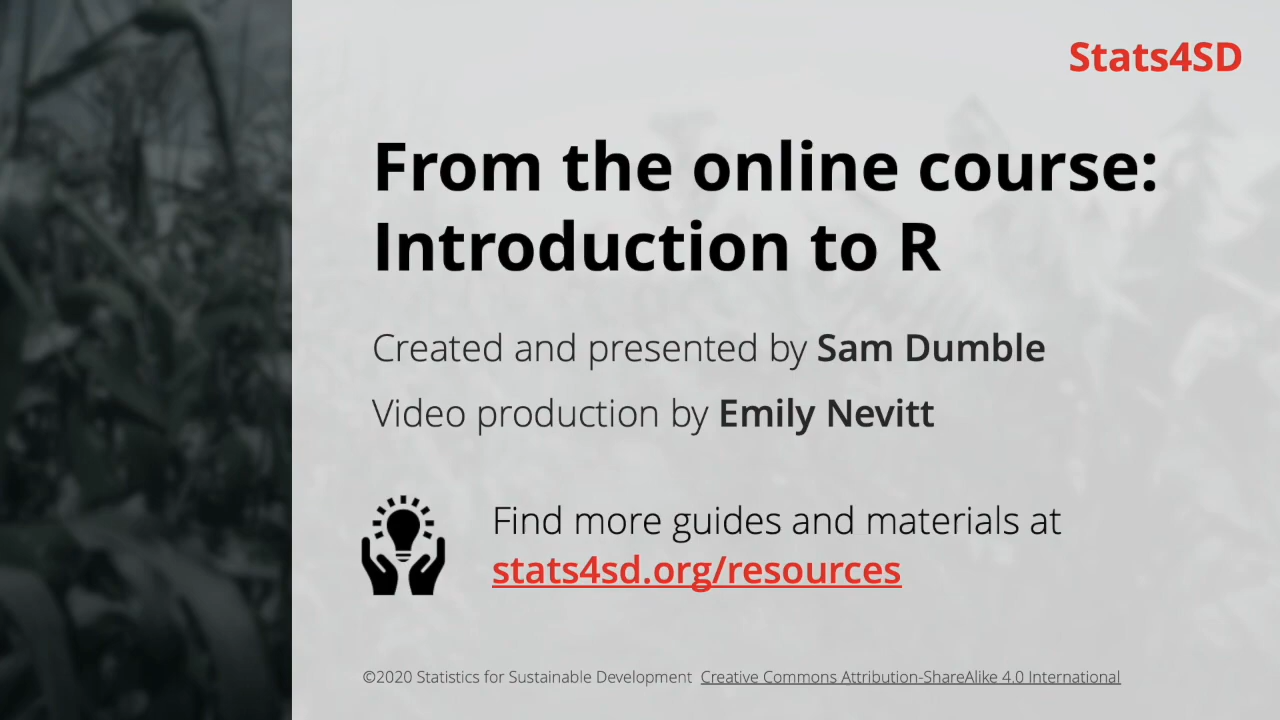 Stats4SD
From the online course:
Introduction to R
Created and presented by Sam Dumble
Video production by Emily Nevitt
Find more guides and materials at
stats4sd.org/resources
©2020 Statistics for Sustainable Development Creative Commons Attribution-ShareAlike 4.0 International